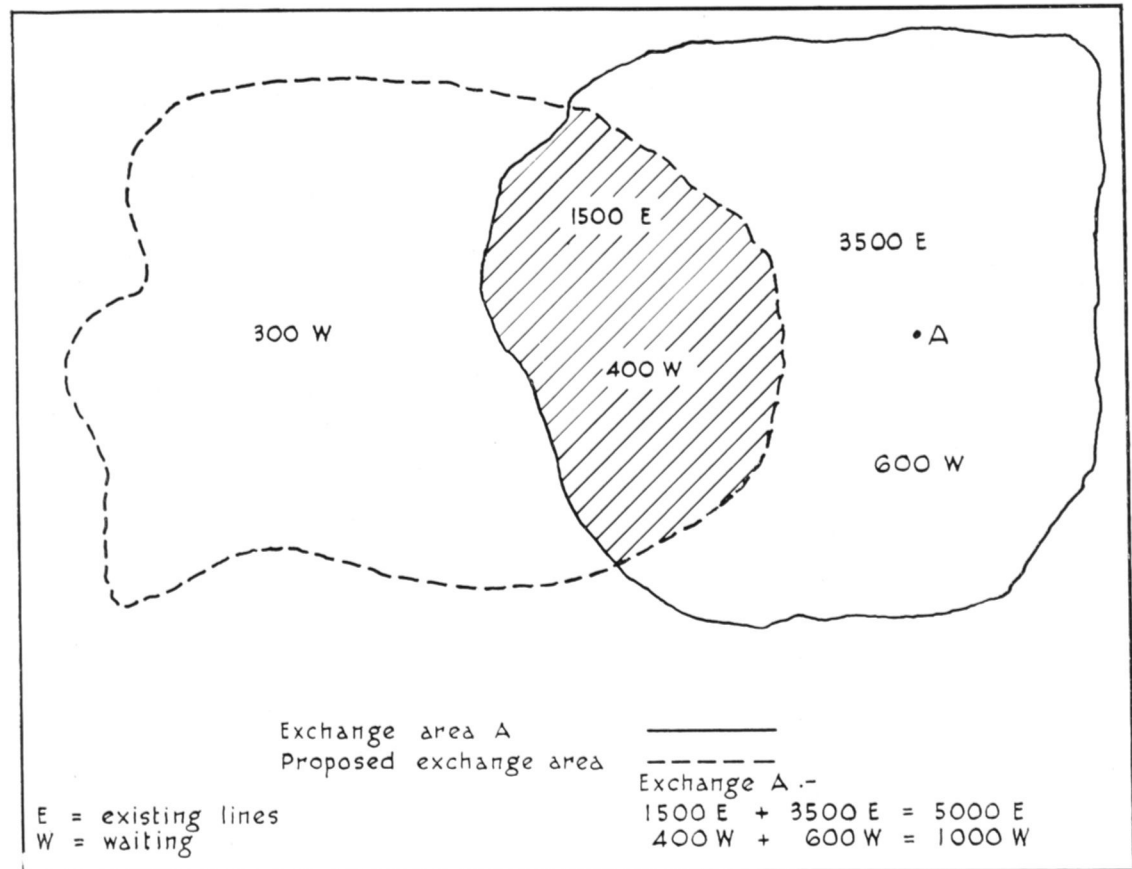 1500 E
3500 E
300 W
A
400 W
600 W
Exchange area A
Proposed exchange area
E = existing lines
W = waiting
Exchange A .-
1500 E + 3500 E = 5000 E
400 W + 600 W = 1000 W